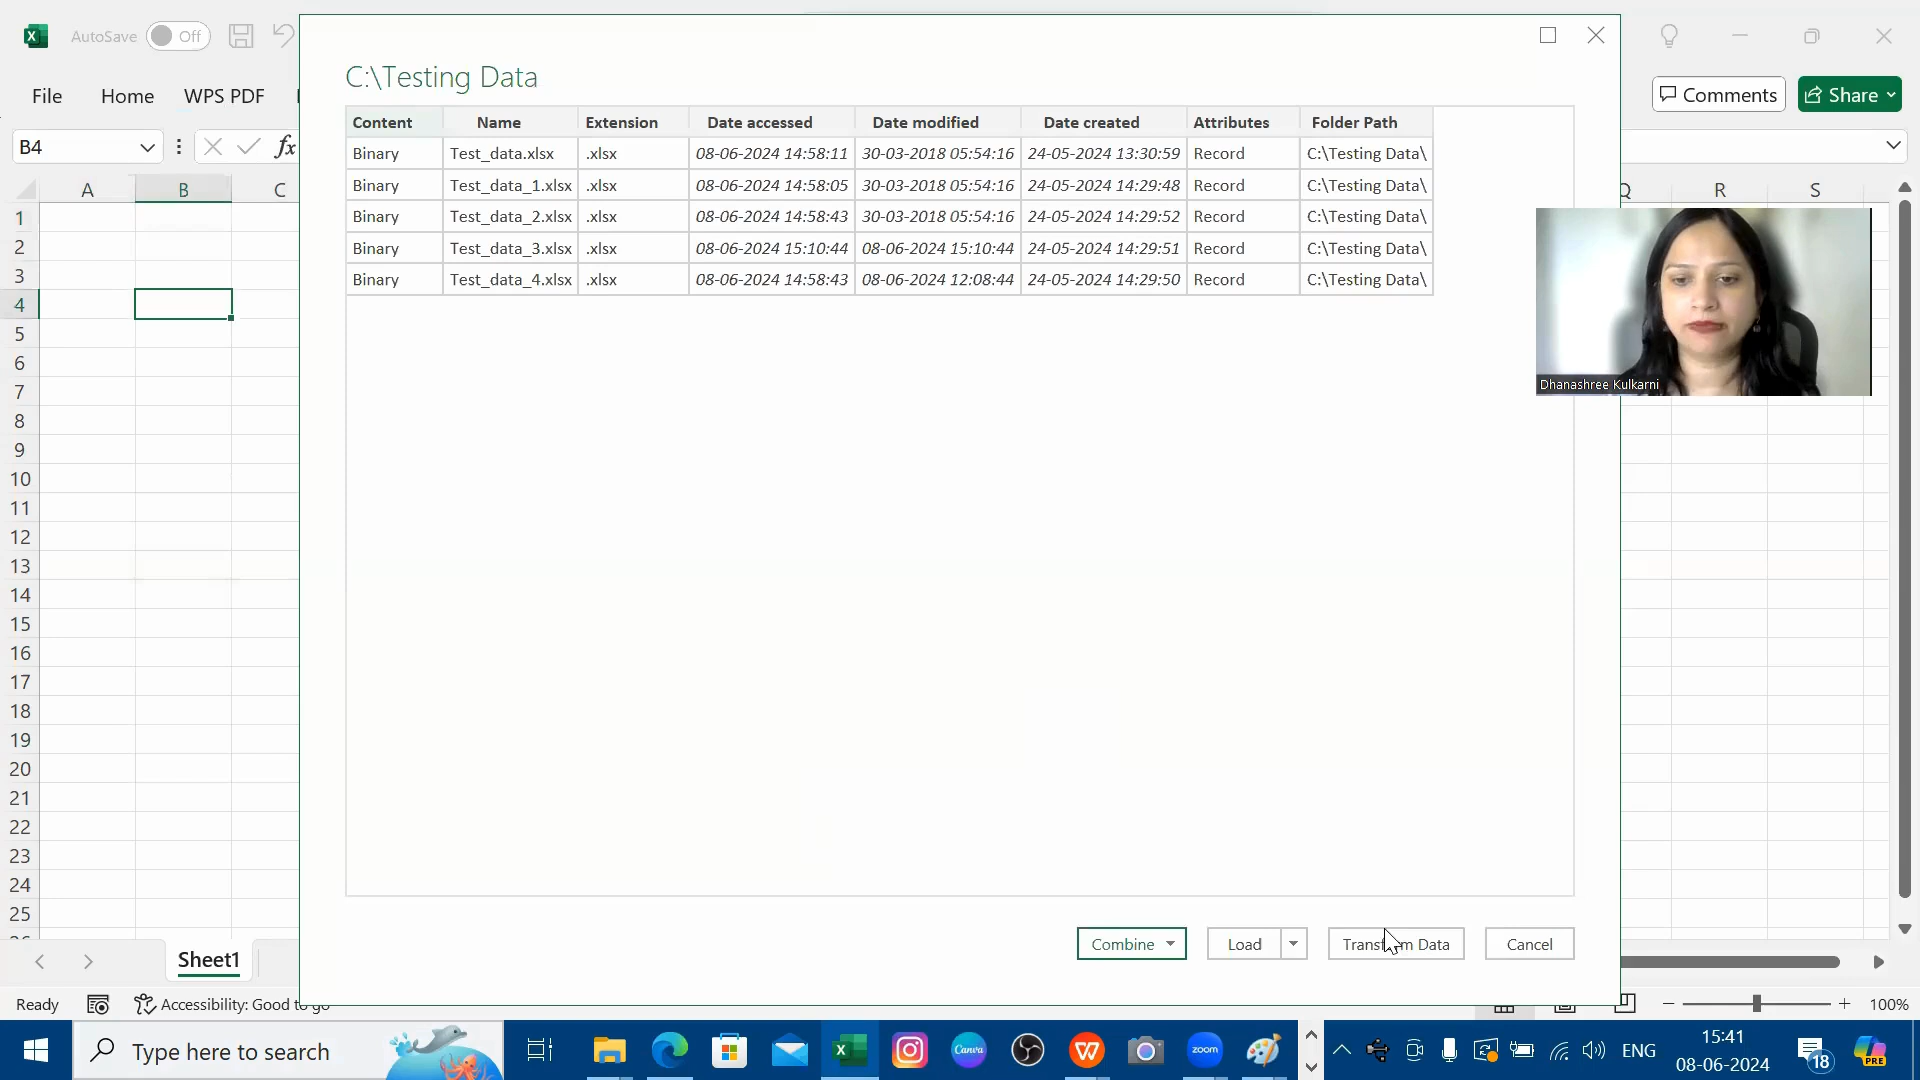 AutoSave Off
File Home WPS PDF
Comments Share
B4 fx
A B C Q R S
1
2
3
4
5
6
7
8
9
10
11
12
13
14
15
16
17
18
19
20
21
22
23
24
25
C:\Testing Data
Content Name Extension Date accessed Date modified Date created Attributes Folder Path
Binary Test_data.xlsx .xlsx 08-06-2024 14:58:11 30-03-2018 05:54:16 24-05-2024 13:30:59 Record C:\Testing Data\
Binary Test_data_1.xlsx .xlsx 08-06-2024 14:58:05 30-03-2018 05:54:16 24-05-2024 14:29:48 Record C:\Testing Data\
Binary Test_data_2.xlsx .xlsx 08-06-2024 14:58:43 30-03-2018 05:54:16 24-05-2024 14:29:52 Record C:\Testing Data\
Binary Test_data_3.xlsx .xlsx 08-06-2024 15:10:44 08-06-2024 15:10:44 24-05-2024 14:29:51 Record C:\Testing Data\
Binary Test_data_4.xlsx .xlsx 08-06-2024 14:58:43 08-06-2024 12:08:44 24-05-2024 14:29:50 Record C:\Testing Data\
Dhanashree Kulkarni
Combine Load Transform Data Cancel
Sheet1
Ready Accessibility: Good to go 100%
Type here to search
Canva zoom
ENG
15:41
08-06-2024
18
PRE